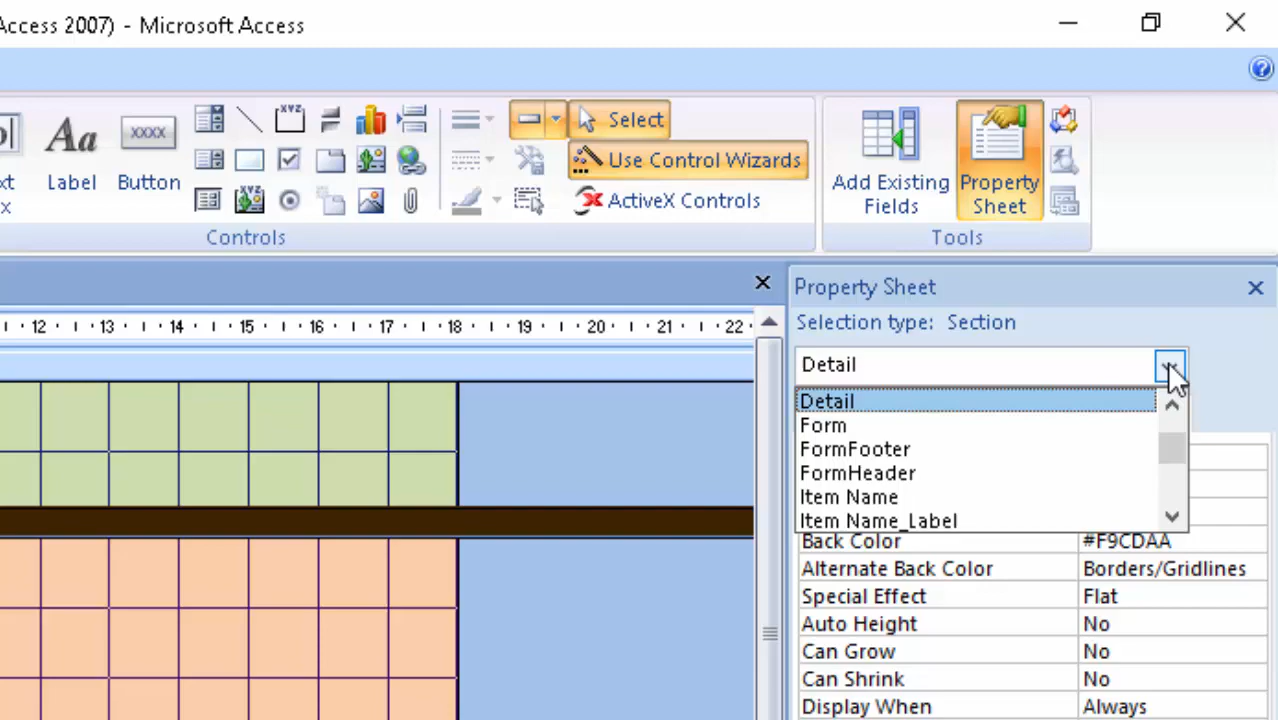 Access 2007) - Microsoft Access
Label
Button
XXXX
Aa
XYZ
XYZ
Select
Use Control Wizards
ActiveX Controls
Add Existing
Fields
Property
Sheet
Controls
Tools
Property Sheet
Selection type: Section
12 13 14 15 16 17 18 19 20 21 22
Detail
Detail
Form
FormFooter
FormHeader
Item Name
Item Name_Label
Back Color #F9CDAA
Alternate Back Color Borders/Gridlines
Special Effect Flat
Auto Height No
Can Grow No
Can Shrink No
Display When Always